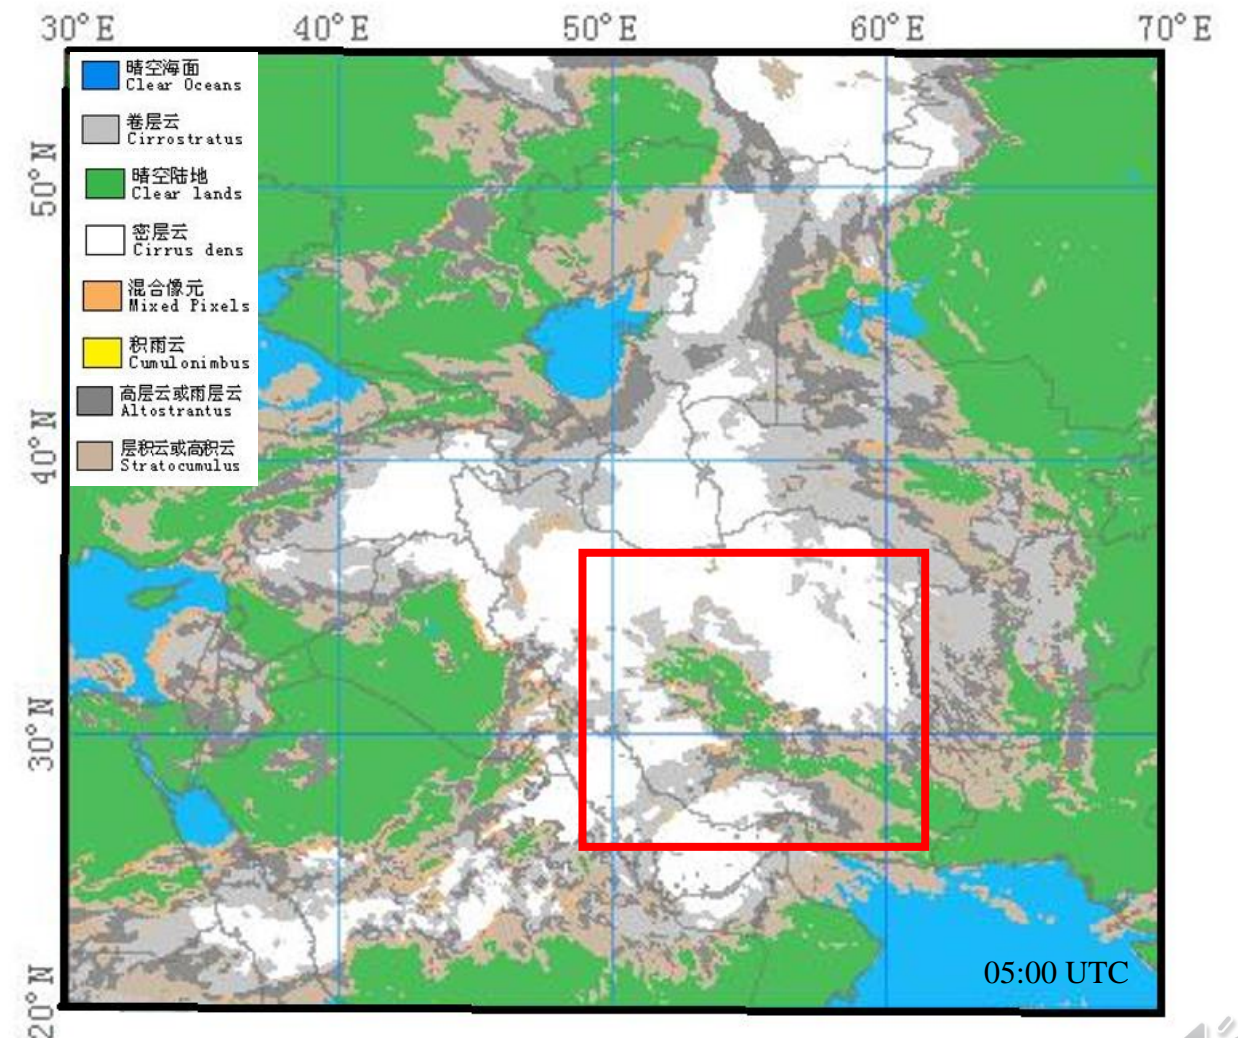 30°E 40°E 50°E 60°E 70°E
晴空海面
Clear Oceans
卷层云
Cirrostratus
晴空陆地
Clear lands
密层云
Cirrus dens
混合像元
Mixed Pixels
积雨云
Cumulonimbus
高层云或雨层云
Altostrantus
层积云或高积云
Stratocumulus
50°N
40°N
30°N
20°N
05:00 UTC